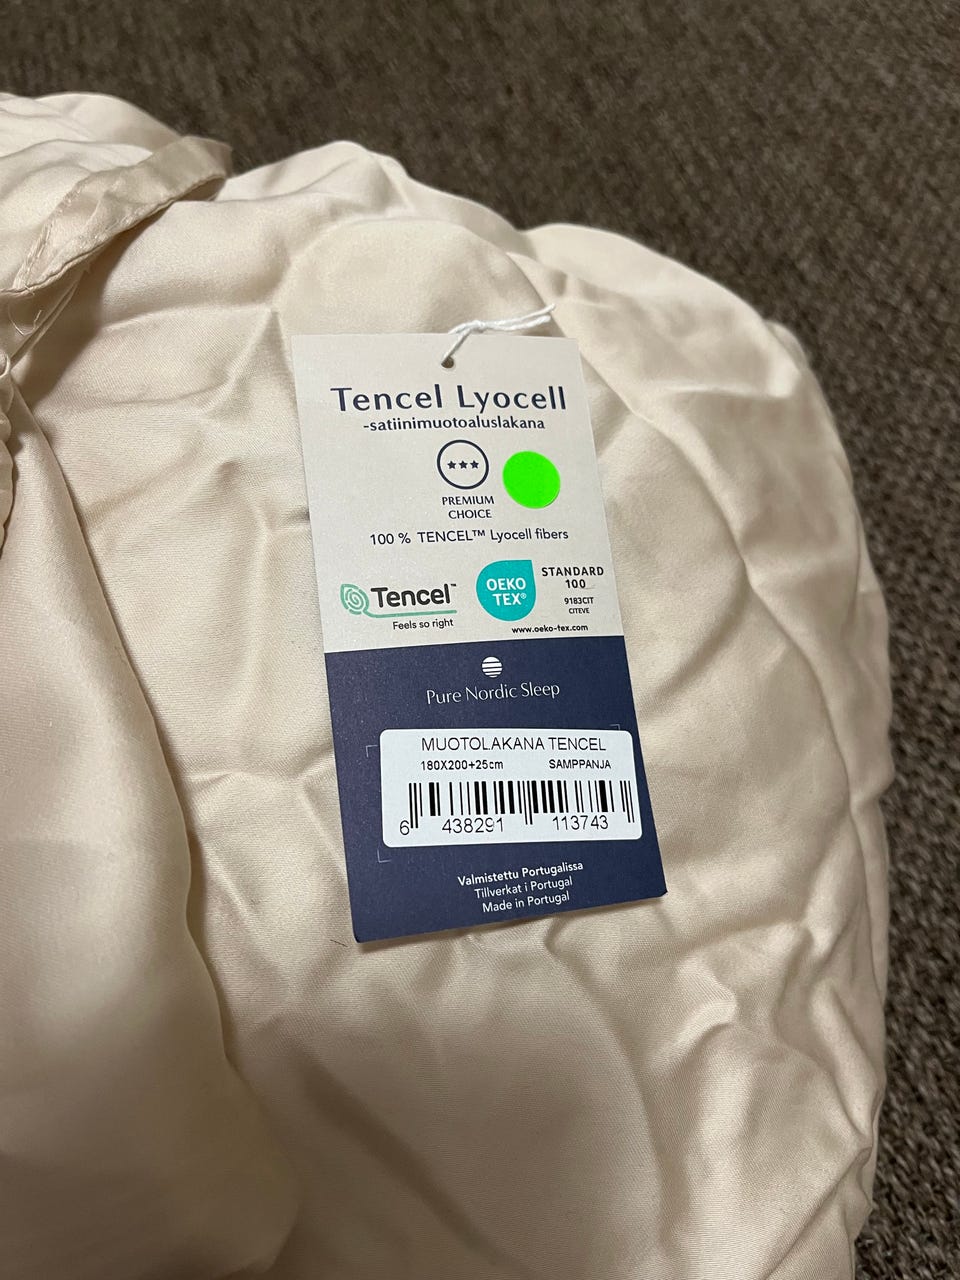 Tencel Lyocell
-satiinimuotoaluslakana
PREMIUM
CHOICE
100 % TENCEL™ Lyocell fibers
Tencel™
Feels so right
OEKO
TEX®
STANDARD
100
9183CIT
CITEVE
www.oeko-tex.com
Pure Nordic Sleep
MUOTOLAKANA TENCEL
180X200+25cm SAMPPANJA
6 438291 113743
Valmistettu Portugalissa
Tillverkat i Portugal
Made in Portugal